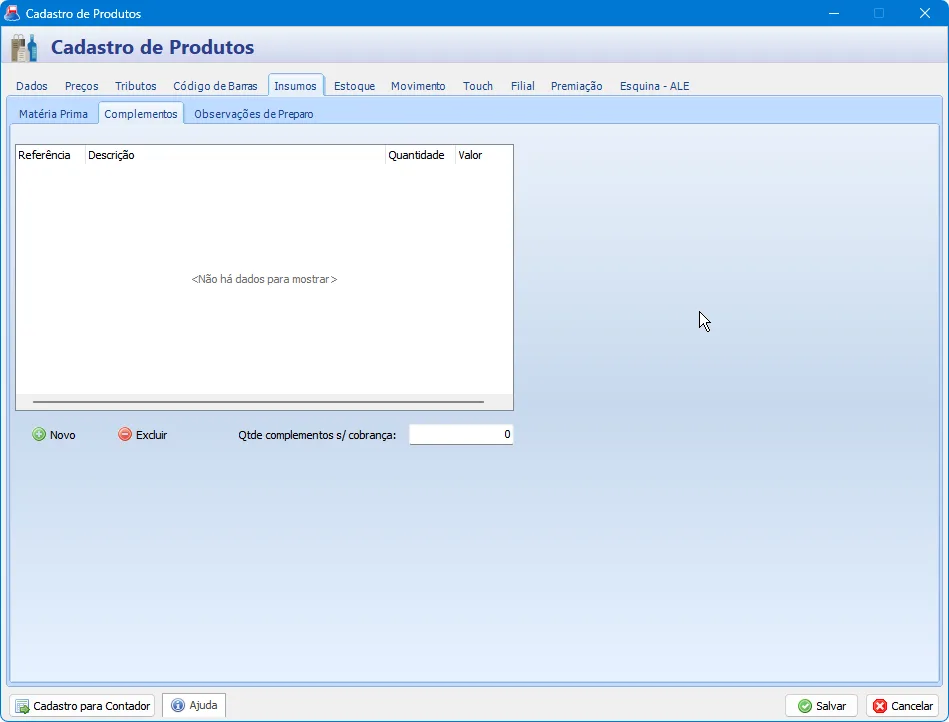 Cadastro de Produtos
Cadastro de Produtos
Dados Preços Tributos Código de Barras Insumos Estoque Movimento Touch Filial Premiação Esquina - ALE
Matéria Prima Complementos Observações de Preparo
Referência Descrição Quantidade Valor
<Não há dados para mostrar>
Novo Excluir Qtde complementos s/ cobrança: 0
Cadastro para Contador Ajuda Salvar Cancelar